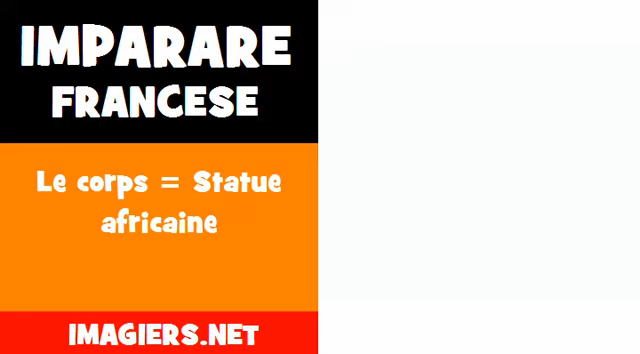 IMPARARE
FRANCESE
Le corps = Statue
africaine
IMAGIERS.NET